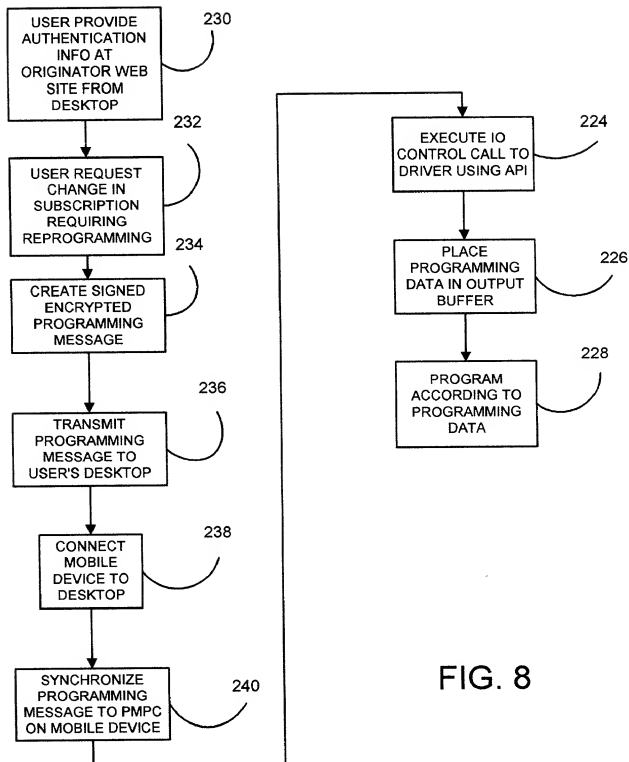 USER PROVIDE
AUTHENTICATION
INFO AT
ORIGINATOR WEB
SITE FROM
DESKTOP
230
USER REQUEST
CHANGE IN
SUBSCRIPTION
REQUIRING
REPROGRAMMING
232
CREATE SIGNED
ENCRYPTED
PROGRAMMING
MESSAGE
234
TRANSMIT
PROGRAMMING
MESSAGE TO
USER'S DESKTOP
236
CONNECT
MOBILE
DEVICE TO
DESKTOP
238
SYNCHRONIZE
PROGRAMMING
MESSAGE TO PMPC
ON MOBILE DEVICE
240
EXECUTE IO
CONTROL CALL TO
DRIVER USING API
224
PLACE
PROGRAMMING
DATA IN OUTPUT
BUFFER
226
PROGRAM
ACCORDING TO
PROGRAMMING
DATA
228
FIG. 8